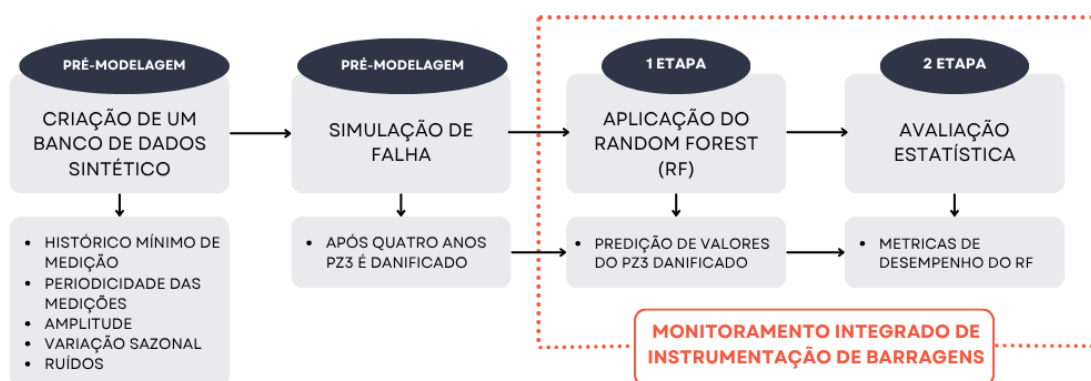 PRÉ-MODELAGEM
CRIAÇÃO DE UM
BANCO DE DADOS
SINTÉTICO
• HISTÓRICO MÍNIMO DE
MEDIÇÃO
• PERIODICIDADE DAS
MEDIÇÕES
• AMPLITUDE
• VARIAÇÃO SAZONAL
• RUÍDOS
PRÉ-MODELAGEM
SIMULAÇÃO DE
FALHA
• APÓS QUATRO ANOS
PZ3 É DANIFICADO
1 ETAPA
APLICAÇÃO DO
RANDOM FOREST
(RF)
• PREDIÇÃO DE VALORES
DO PZ3 DANIFICADO
2 ETAPA
AVALIAÇÃO
ESTATÍSTICA
• METRICAS DE
DESEMPENHO DO RF
MONITORAMENTO INTEGRADO DE
INSTRUMENTAÇÃO DE BARRAGENS